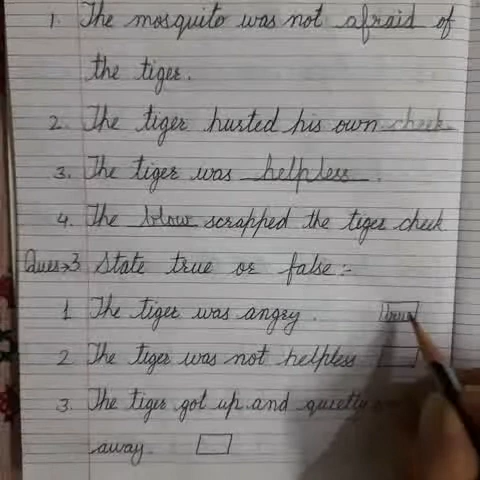 1. The mosquito was not afraid of
the tiger.
2. The tiger hurted his own cheek
3. The tiger was helpless.
4. The blow scrapped the tiger cheek
Ques→3 State true or false:-
1 The tiger was angry. true
2 The tiger was not helpless
3. The tiger got up and quietly
away.